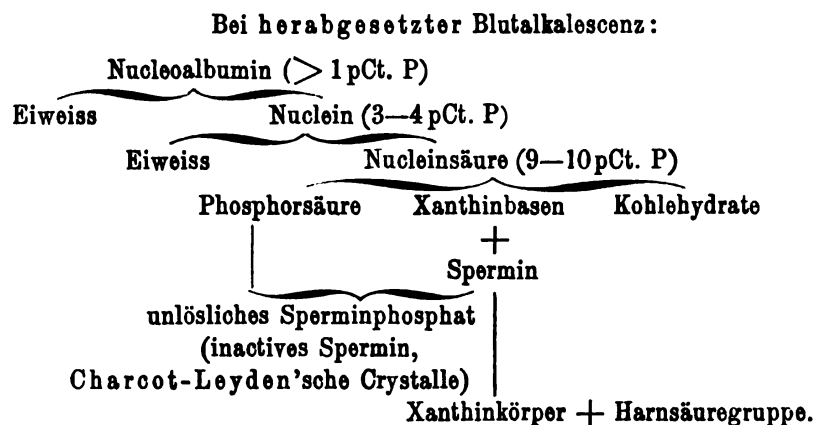 Bei herabgesetzter Blutalkalescenz:
Nucleoalbumin (> 1 pCt. P)
Eiweiss Nuclein (3—4 pCt. P)
Eiweiss Nucleinsäure (9—10 pCt. P)
Phosphorsäure Xanthinbasen Kohlehydrate
+
Spermin
unlösliches Sperminphosphat
(inactives Spermin,
Charcot-Leyden'sche Crystalle)
Xanthinkörper + Harnsäuregruppe.